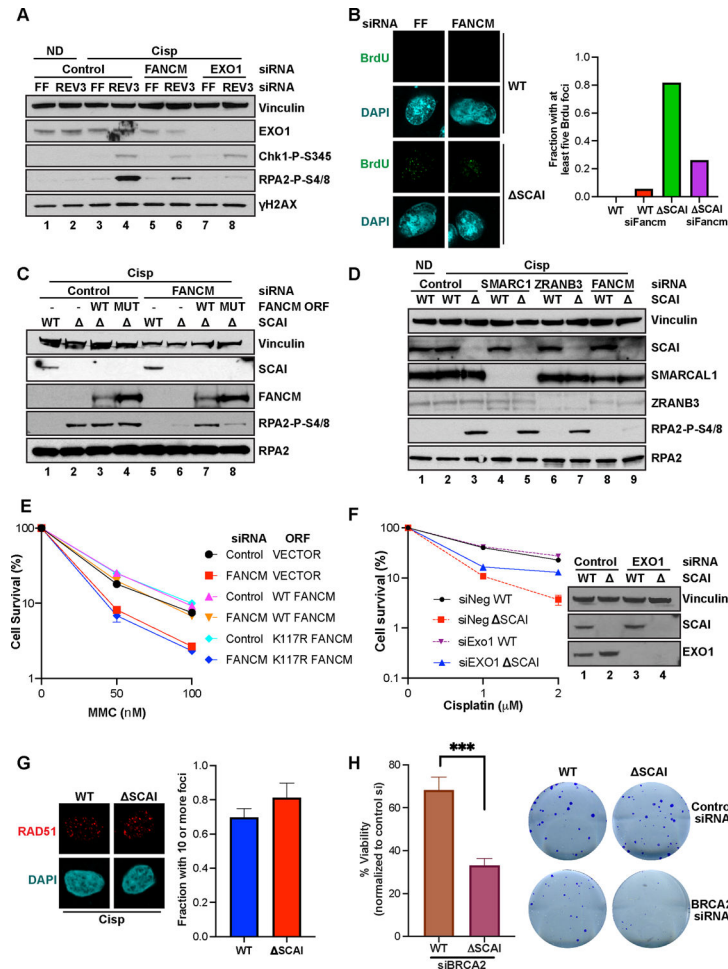 A
ND Cisp
Control FANCM EXO1 siRNA
FF REV3 FF REV3 FF REV3 FF REV3 siRNA
Vinculin
EXO1
Chk1-P-S345
RPA2-P-S4/8
γH2AX
1 2 3 4 5 6 7 8
B
siRNA FF FANCM
BrdU
DAPI
WT
BrdU
DAPI
ΔSCAI
Fraction with at
least five Brdu foci
1.0
0.8
0.6
0.4
0.2
0.0
WT WT ΔSCAI ΔSCAI
siFancm siFancm
C
Cisp
Control FANCM siRNA
- - WT MUT - - WT MUT FANCM ORF
WT Δ Δ Δ WT Δ Δ Δ SCAI
Vinculin
SCAI
FANCM
RPA2-P-S4/8
RPA2
1 2 3 4 5 6 7 8
D
ND Cisp
Control SMARC1 ZRANB3 FANCM siRNA
WT WT Δ WT Δ WT Δ WT Δ SCAI
Vinculin
SCAI
SMARCAL1
ZRANB3
RPA2-P-S4/8
RPA2
1 2 3 4 5 6 7 8 9
E
Cell Survival (%)
100
10
1
0 50 100
MMC (nM)
siRNA ORF
Control VECTOR
FANCM VECTOR
Control WT FANCM
FANCM WT FANCM
Control K117R FANCM
FANCM K117R FANCM
F
Cell survival (%)
100
10
1
0.1
0 1 2
Cisplatin (μM)
siNeg WT
siNeg ΔSCAI
siExo1 WT
siEXO1 ΔSCAI
Control EXO1 siRNA
WT Δ WT Δ SCAI
Vinculin
SCAI
EXO1
1 2 3 4
G
WT ΔSCAI
RAD51
DAPI
Cisp
Fraction with 10 or more foci
1.0
0.8
0.6
0.4
0.2
0.0
WT ΔSCAI
H
% Viability
(normalized to control si)
80
60
40
20
0
***
WT ΔSCAI
siBRCA2
WT ΔSCAI
Control
siRNA
BRCA2
siRNA